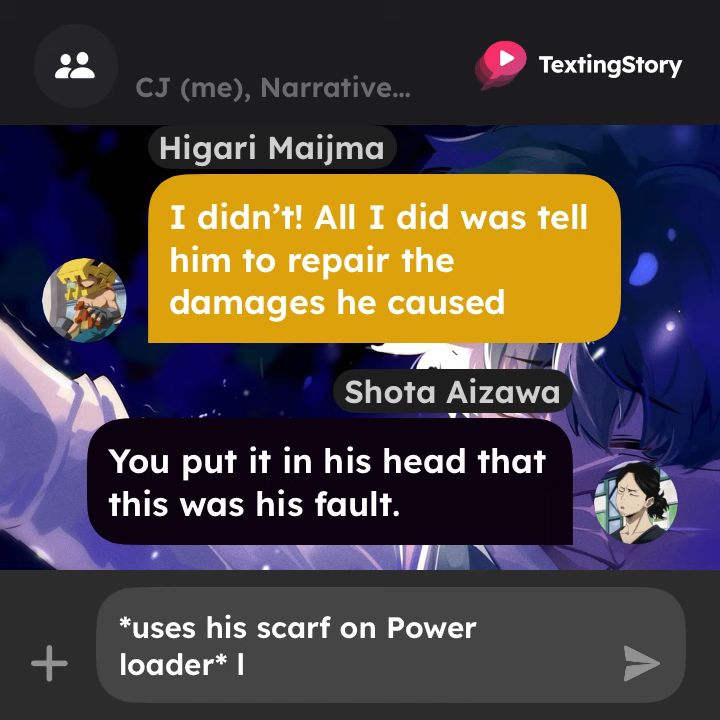 TextingStory
CJ (me), Narrative...
Higari Maijma
I didn't! All I did was tell
him to repair the
damages he caused
Shota Aizawa
You put it in his head that
this was his fault.
*uses his scarf on Power
loader* l